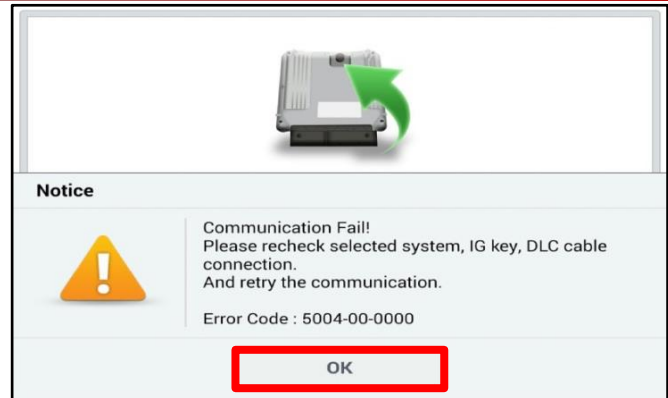 Notice
Communication Fail!
Please recheck selected system, IG key, DLC cable
connection.
And retry the communication.
Error Code : 5004-00-0000
OK